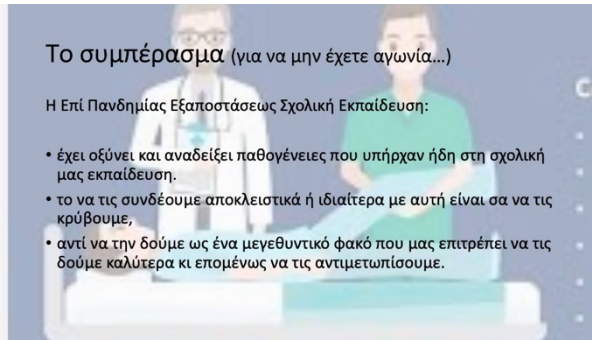 Το συμπέρασμα (για να μην έχετε αγωνία…)
Η Επί Πανδημίας Εξαποστάσεως Σχολική Εκπαίδευση:
• έχει οξύνει και αναδείξει παθογένειες που υπήρχαν ήδη στη σχολική
μας εκπαίδευση.
• το να τις συνδέουμε αποκλειστικά ή ιδιαίτερα με αυτή είναι σα να τις
κρύβουμε,
• αντί να την δούμε ως ένα μεγεθυντικό φακό που μας επιτρέπει να τις
δούμε καλύτερα κι επομένως να τις αντιμετωπίσουμε.